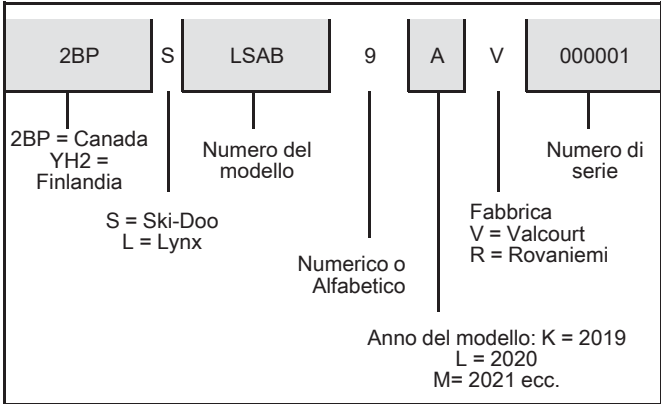 2BP S LSAB 9 A V 000001
2BP = Canada
YH2 =
Finlandia
Numero del
modello
Numero di
serie
S = Ski-Doo
L = Lynx
Fabbrica
V = Valcourt
R = Rovaniemi
Numerico o
Alfabetico
Anno del modello: K = 2019
L = 2020
M= 2021 ecc.